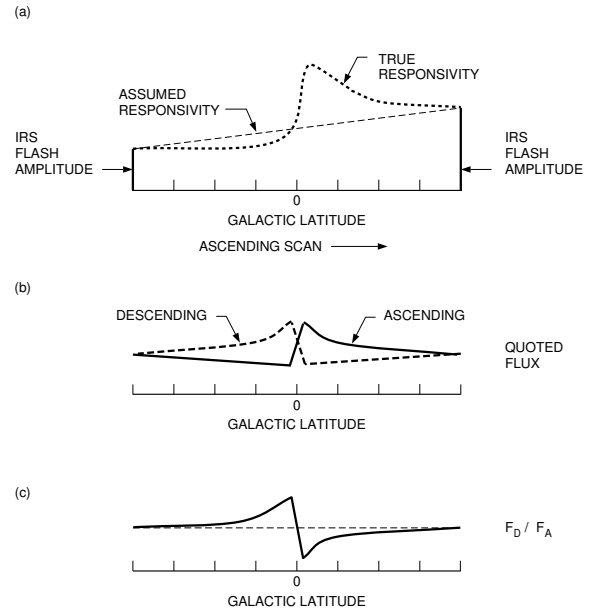 (a)
TRUE
RESPONSIVITY
ASSUMED
RESPONSIVITY
IRS
FLASH
AMPLITUDE
IRS
FLASH
AMPLITUDE
0
GALACTIC LATITUDE
ASCENDING SCAN
(b)
DESCENDING
ASCENDING
QUOTED
FLUX
0
GALACTIC LATITUDE
(c)
F_D / F_A
0
GALACTIC LATITUDE